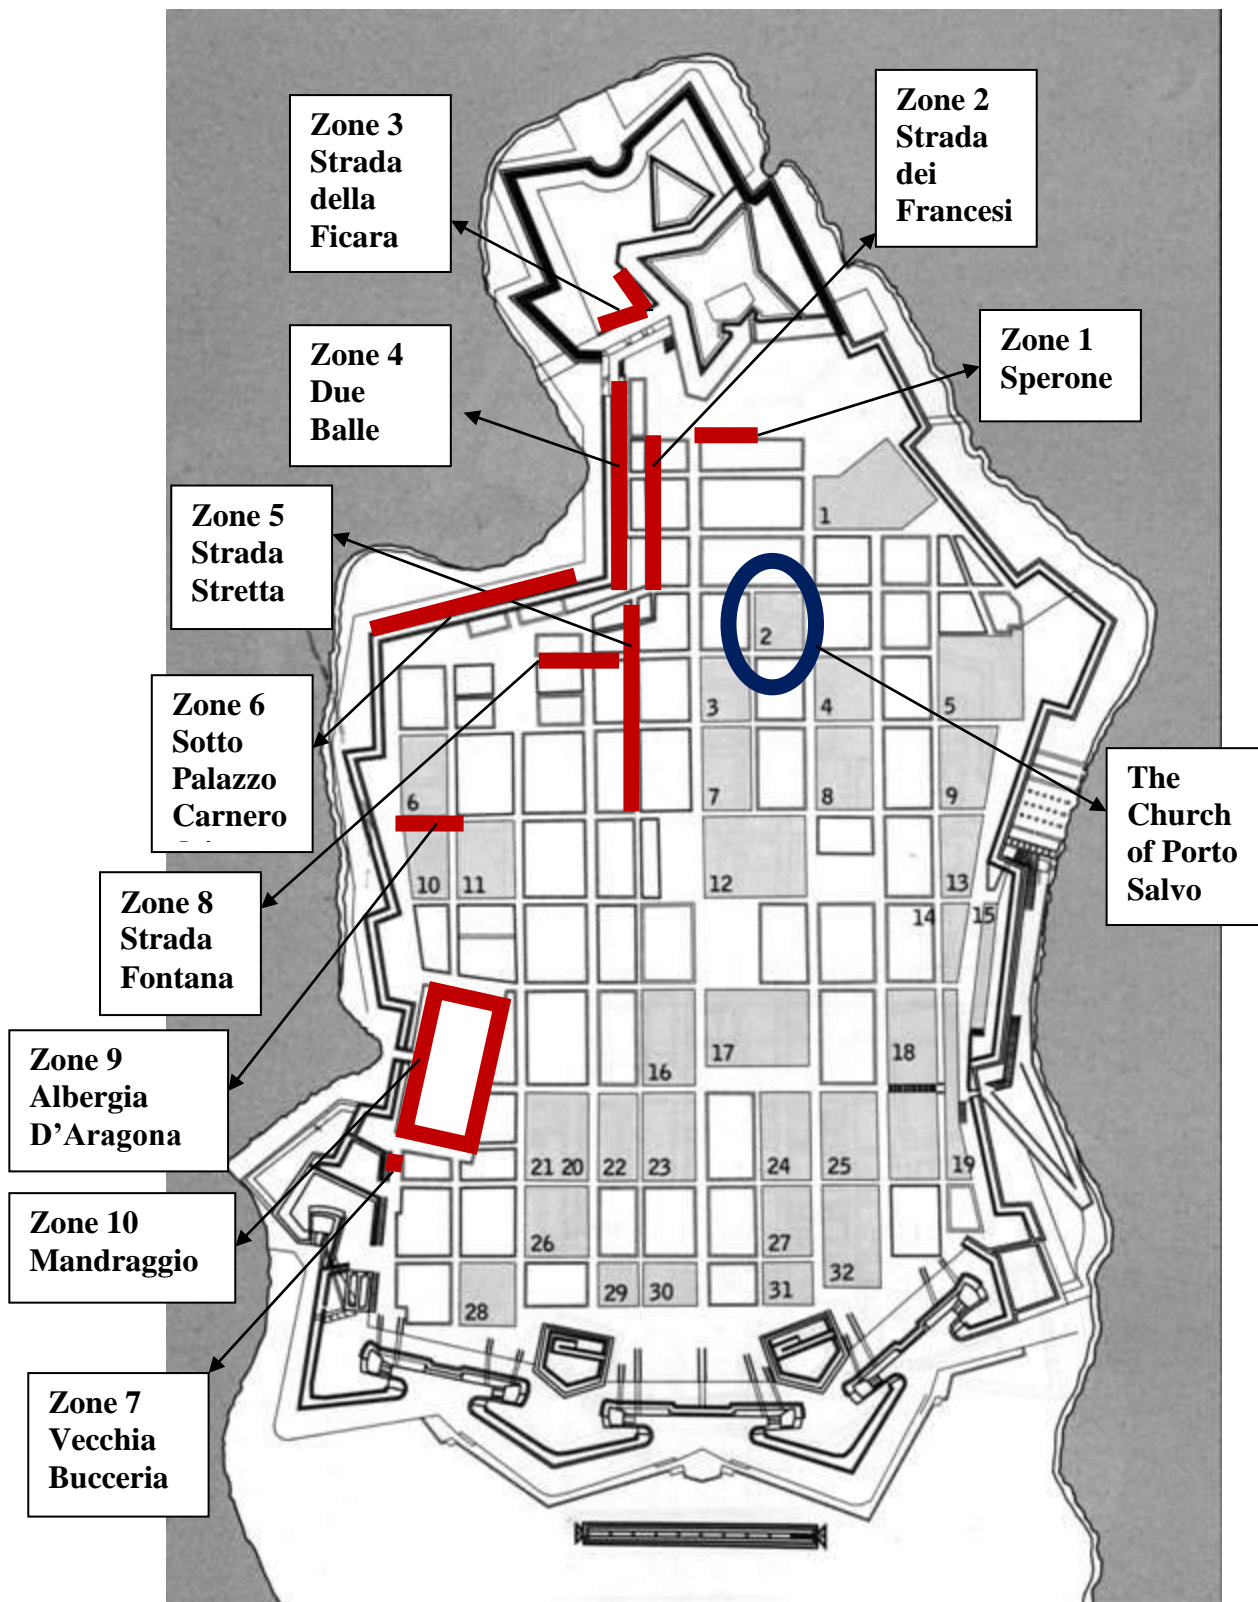 Zone 3
Strada
della
Ficara
Zone 2
Strada
dei
Francesi
Zone 4
Due
Balle
Zone 1
Sperone
Zone 5
Strada
Stretta
Zone 6
Sotto
Palazzo
Carnero
The
Church
of Porto
Salvo
Zone 8
Strada
Fontana
Zone 9
Albergia
D’Aragona
Zone 10
Mandraggio
Zone 7
Vecchia
Bucceria
1
2
3
4
5
6
7
8
9
10
11
12
13
14
15
16
17
18
19
21 20
22
23
24
25
26
27
28
29
30
31
32